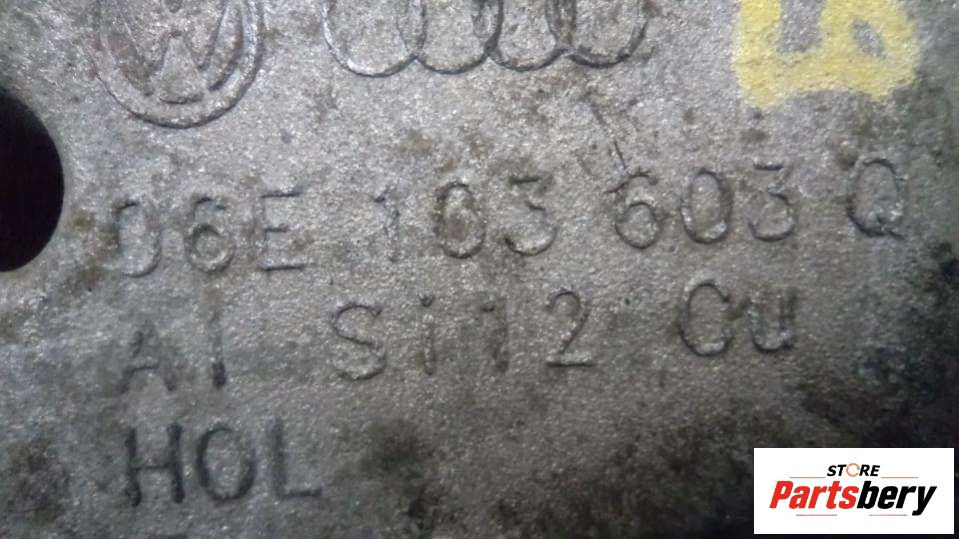 06E 103 603 Q
Al Si12 Cu
HOL
STORE
Partsbery